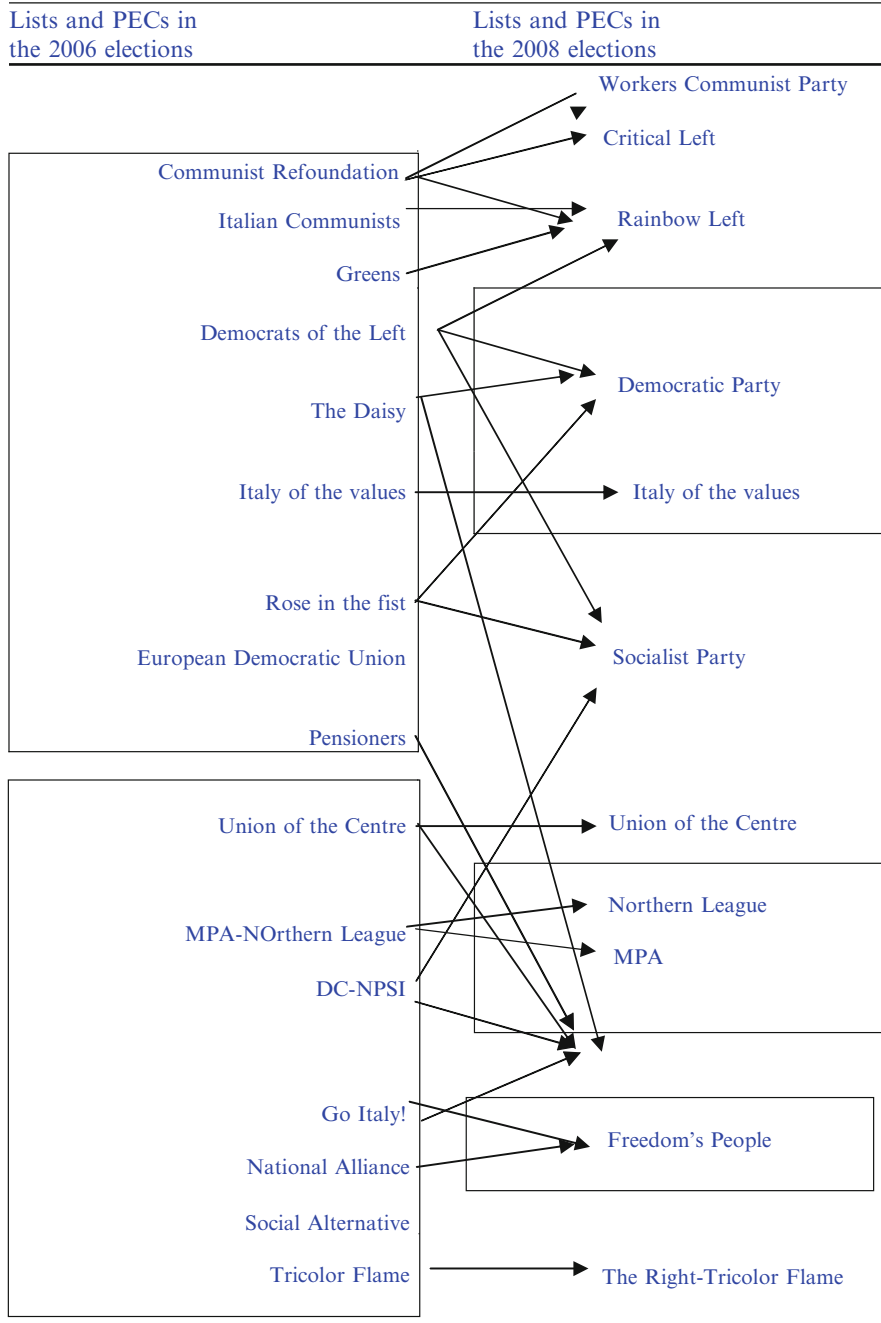 Lists and PECs in
the 2006 elections
Lists and PECs in
the 2008 elections
Workers Communist Party
Critical Left
Communist Refoundation
Italian Communists
Rainbow Left
Greens
Democrats of the Left
Democratic Party
The Daisy
Italy of the values
Italy of the values
Rose in the fist
European Democratic Union
Socialist Party
Pensioners
Union of the Centre
Union of the Centre
Northern League
MPA-NOrthern League
MPA
DC-NPSI
Go Italy!
Freedom's People
National Alliance
Social Alternative
Tricolor Flame
The Right-Tricolor Flame